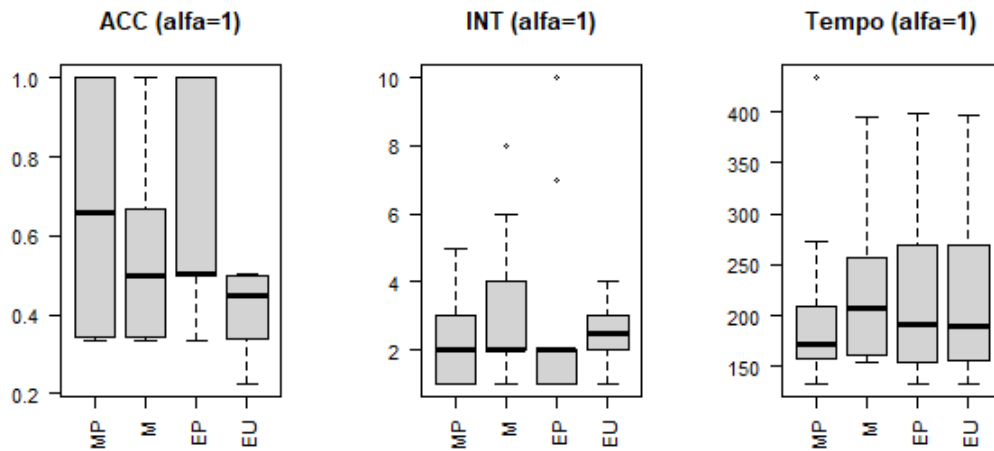 ACC (alfa=1)
1.0
0.8
0.6
0.4
0.2
MP
M
EP
EU
INT (alfa=1)
10
8
6
4
2
MP
M
EP
EU
Tempo (alfa=1)
400
350
300
250
200
150
MP
M
EP
EU